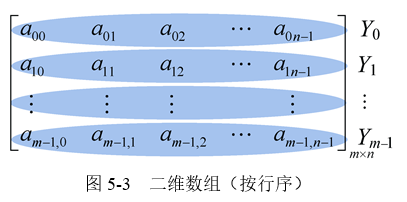 a₀₀ a₀₁ a₀₂ ⋯ a₀ₙ₋₁ Y₀
a₁₀ a₁₁ a₁₂ ⋯ a₁ₙ₋₁ Y₁
⋮ ⋮ ⋮ ⋮ ⋮
aₘ₋₁,₀ aₘ₋₁,₁ aₘ₋₁,₂ ⋯ aₘ₋₁,ₙ₋₁ Yₘ₋₁
m×n
图 5-3 二维数组（按行序）